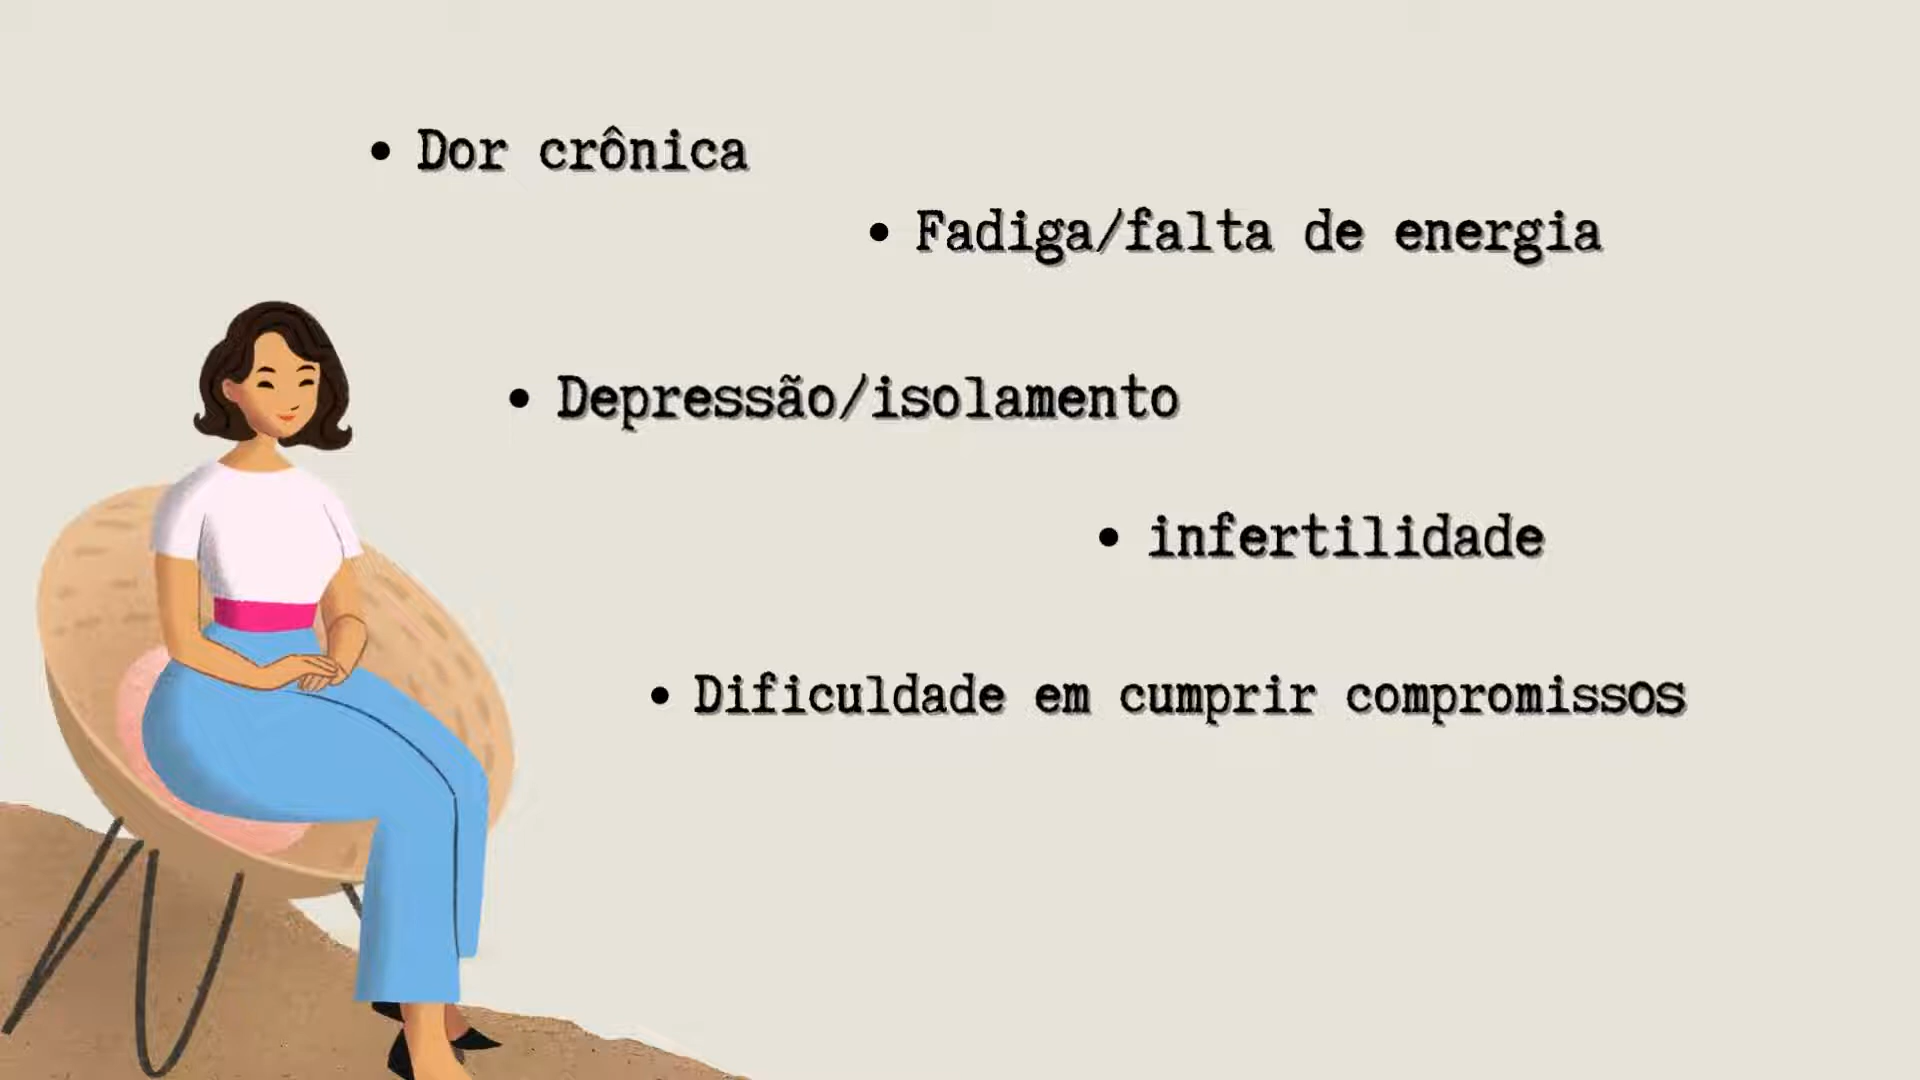 • Dor crônica
• Fadiga/falta de energia
• Depressão/isolamento
• infertilidade
• Dificuldade em cumprir compromissos